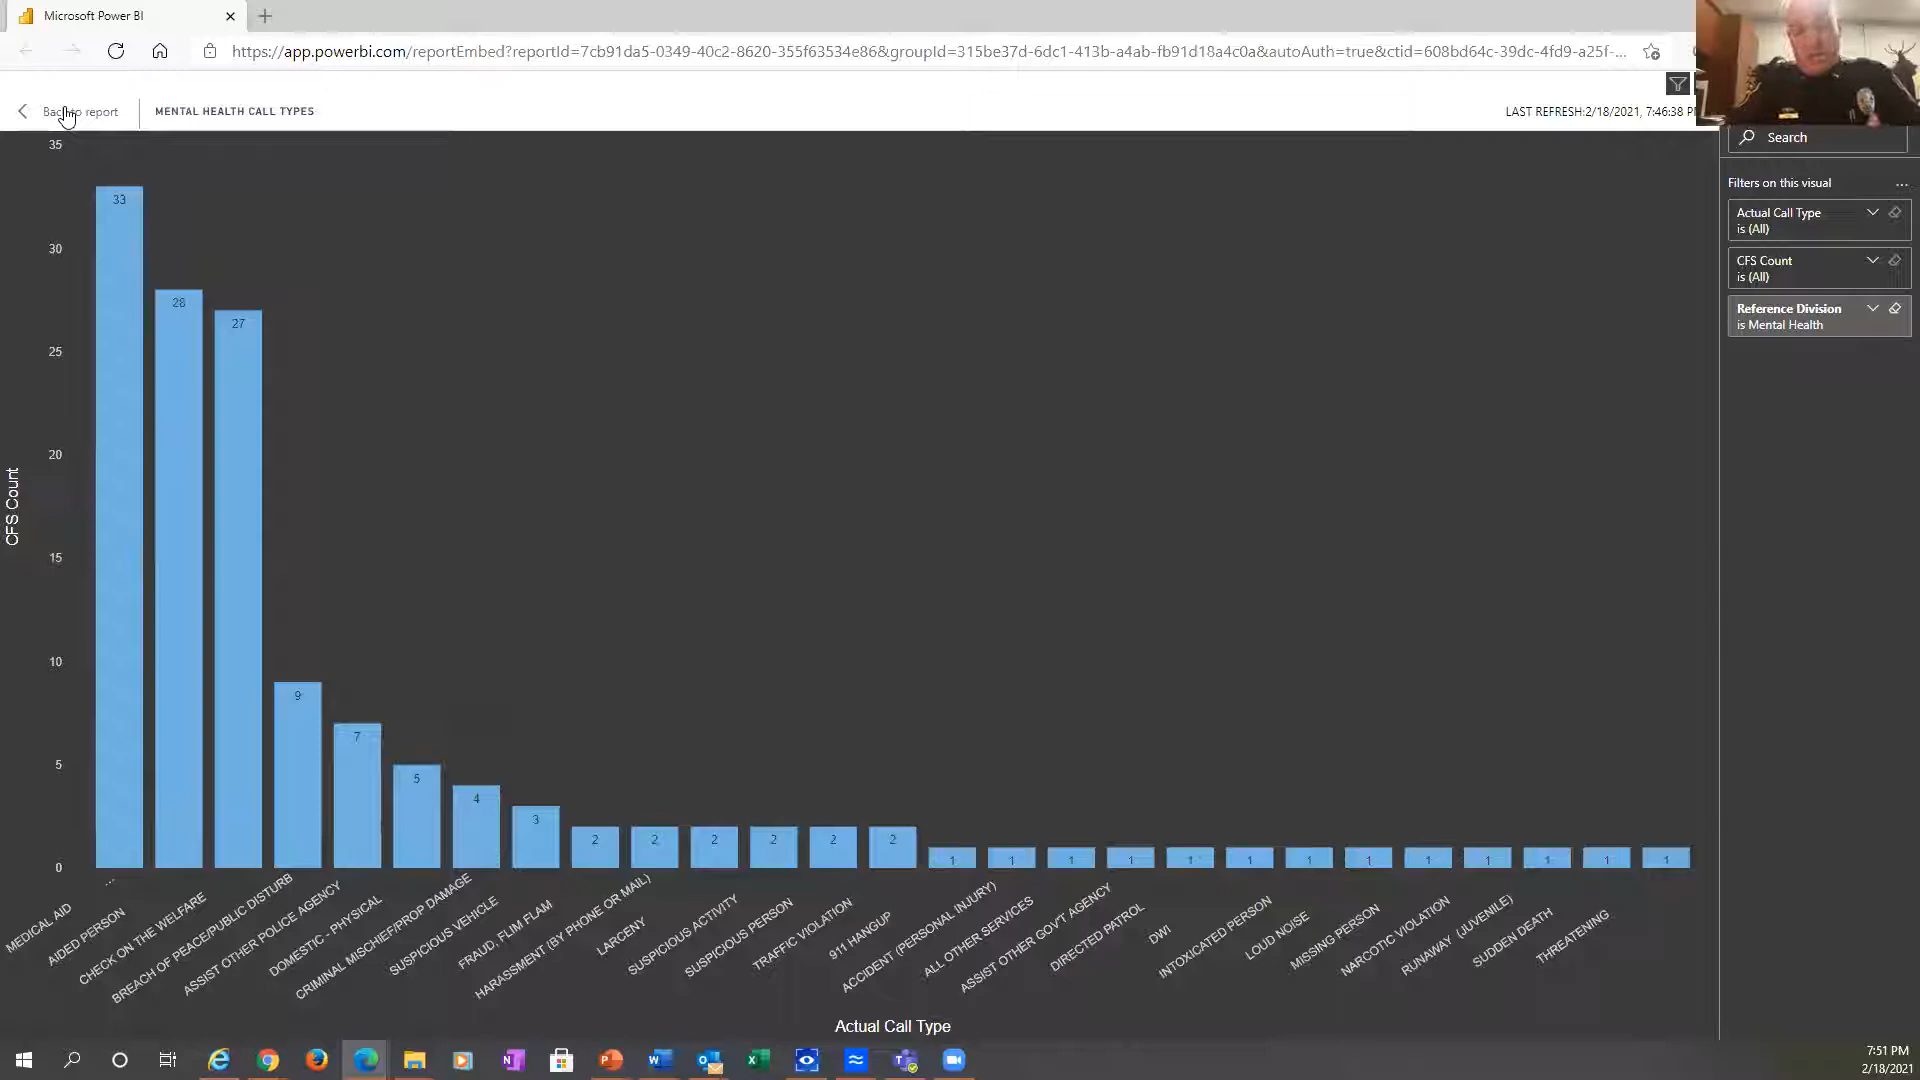 Microsoft Power BI
https://app.powerbi.com/reportEmbed?reportId=7cb91da5-0349-40c2-8620-355f63534e86&groupId=315be37d-6dc1-413b-a4ab-fb91d18a4c0a&autoAuth=true&ctid=608bd64c-39dc-4fd9-a25f-...
Back to report
MENTAL HEALTH CALL TYPES
LAST REFRESH:2/18/2021, 7:46:38
Search
Filters on this visual
...
Actual Call Type
is (All)
CFS Count
is (All)
Reference Division
is Mental Health
CFS Count
35
30
25
20
15
10
5
0
33
28
27
9
7
5
4
3
2
2
2
2
2
2
1
1
1
1
1
1
1
1
1
1
1
1
1
...
MEDICAL AID
AIDED PERSON
CHECK ON THE WELFARE
BREACH OF PEACE/PUBLIC DISTURB
ASSIST OTHER POLICE AGENCY
DOMESTIC - PHYSICAL
CRIMINAL MISCHIEF/PROP DAMAGE
SUSPICIOUS VEHICLE
FRAUD, FLIM FLAM
HARASSMENT (BY PHONE OR MAIL)
LARCENY
SUSPICIOUS ACTIVITY
SUSPICIOUS PERSON
TRAFFIC VIOLATION
911 HANGUP
ACCIDENT (PERSONAL INJURY)
ALL OTHER SERVICES
ASSIST OTHER GOV'T AGENCY
DIRECTED PATROL
DWI
INTOXICATED PERSON
LOUD NOISE
MISSING PERSON
NARCOTIC VIOLATION
RUNAWAY (JUVENILE)
SUDDEN DEATH
THREATENING
Actual Call Type
7:51 PM
2/18/2021